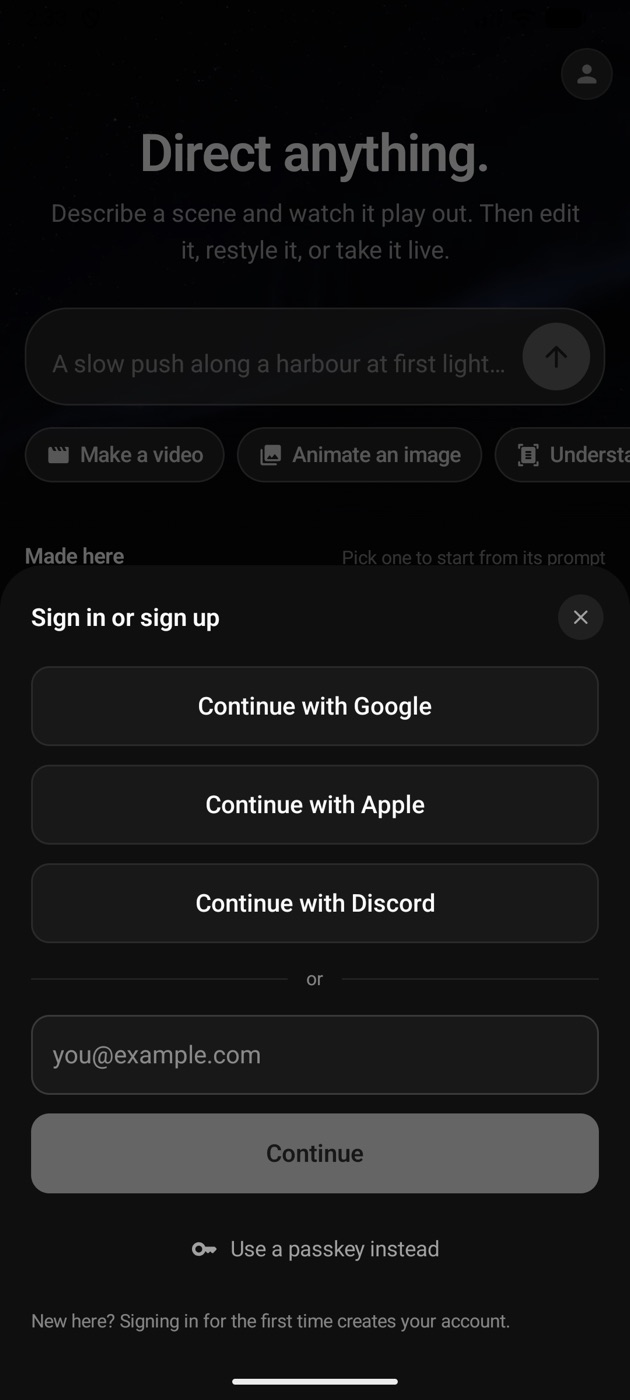 Direct anything.
Describe a scene and watch it play out. Then edit
it, restyle it, or take it live.
A slow push along a harbour at first light...
Make a video
Animate an image
Understa
Made here
Pick one to start from its prompt
Sign in or sign up
Continue with Google
Continue with Apple
Continue with Discord
or
you@example.com
Continue
Use a passkey instead
New here? Signing in for the first time creates your account.